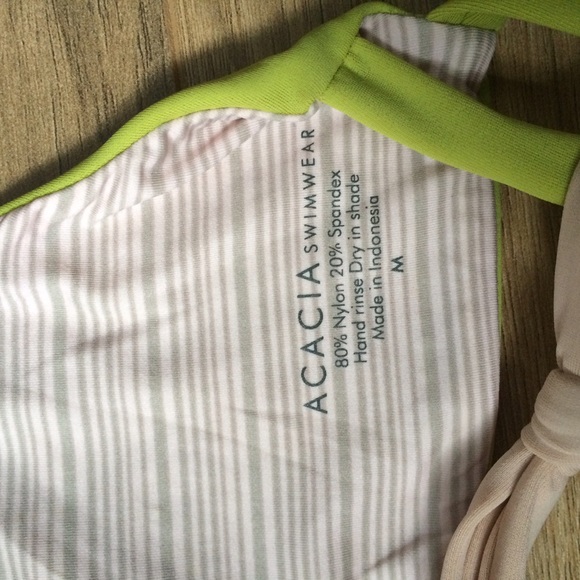 ACACIA SWIMWEAR
80% Nylon 20% Spandex
Hand rinse Dry in shade
Made in Indonesia
M